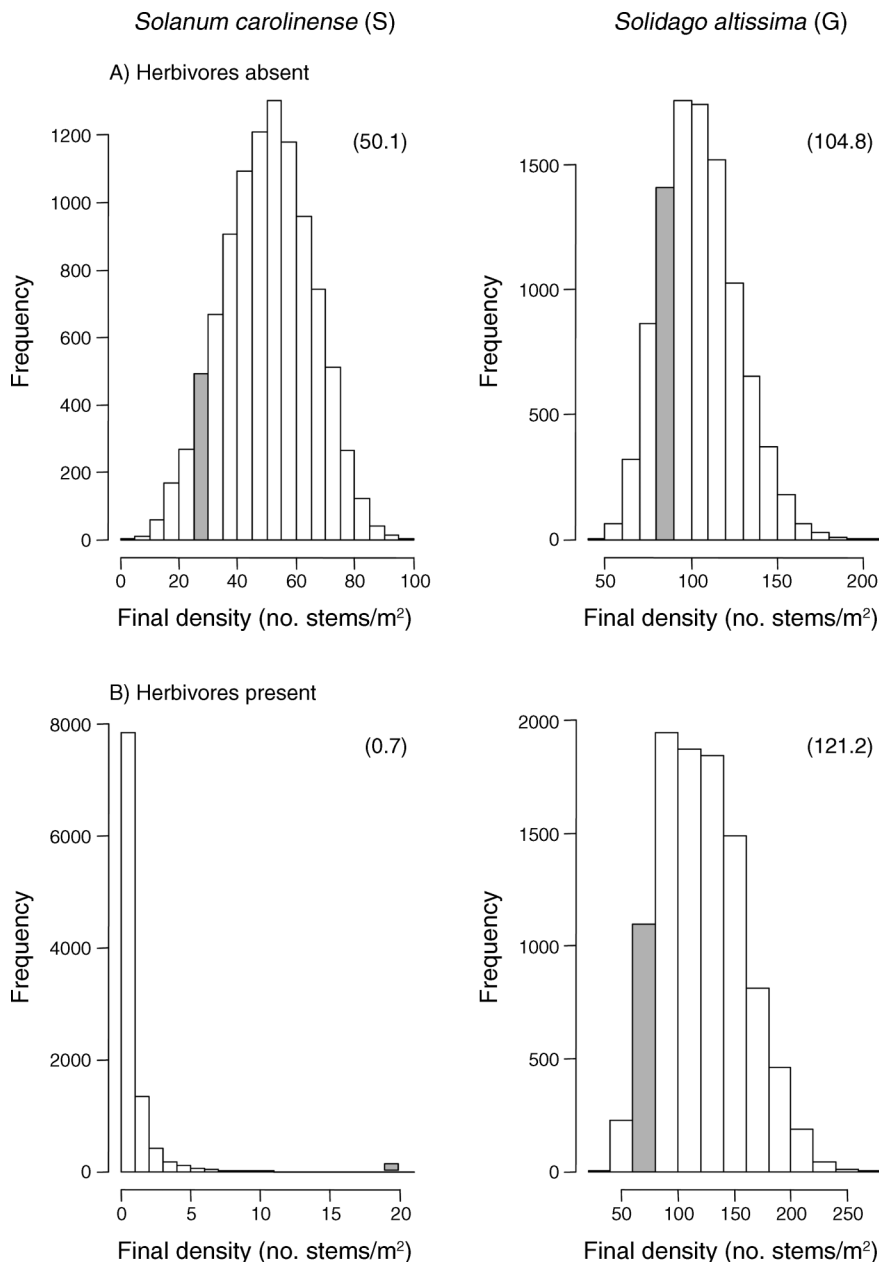 Solanum carolinense (S)
Solidago altissima (G)
A) Herbivores absent
(50.1)
Frequency
1200
1000
800
600
400
200
0
0 20 40 60 80 100
Final density (no. stems/m²)
(104.8)
Frequency
1500
1000
500
0
50 100 150 200
Final density (no. stems/m²)
B) Herbivores present
(0.7)
Frequency
8000
6000
4000
2000
0
0 5 10 15 20
Final density (no. stems/m²)
(121.2)
Frequency
2000
1500
1000
500
0
50 100 150 200 250
Final density (no. stems/m²)